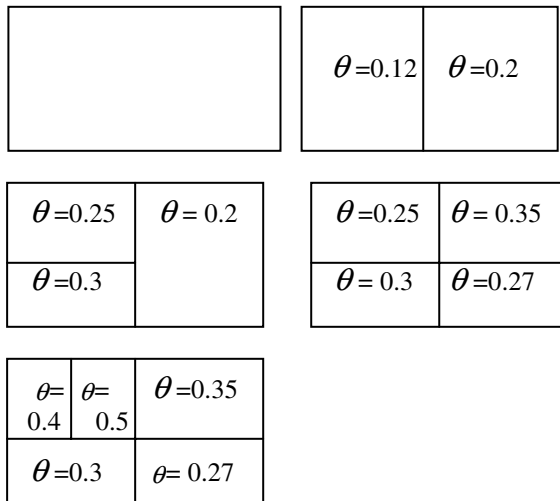 θ=0.12 θ=0.2
θ=0.25 θ = 0.2
θ=0.3
θ=0.25 θ= 0.35
θ= 0.3 θ=0.27
θ= θ= θ=0.35
0.4 0.5
θ=0.3 θ= 0.27